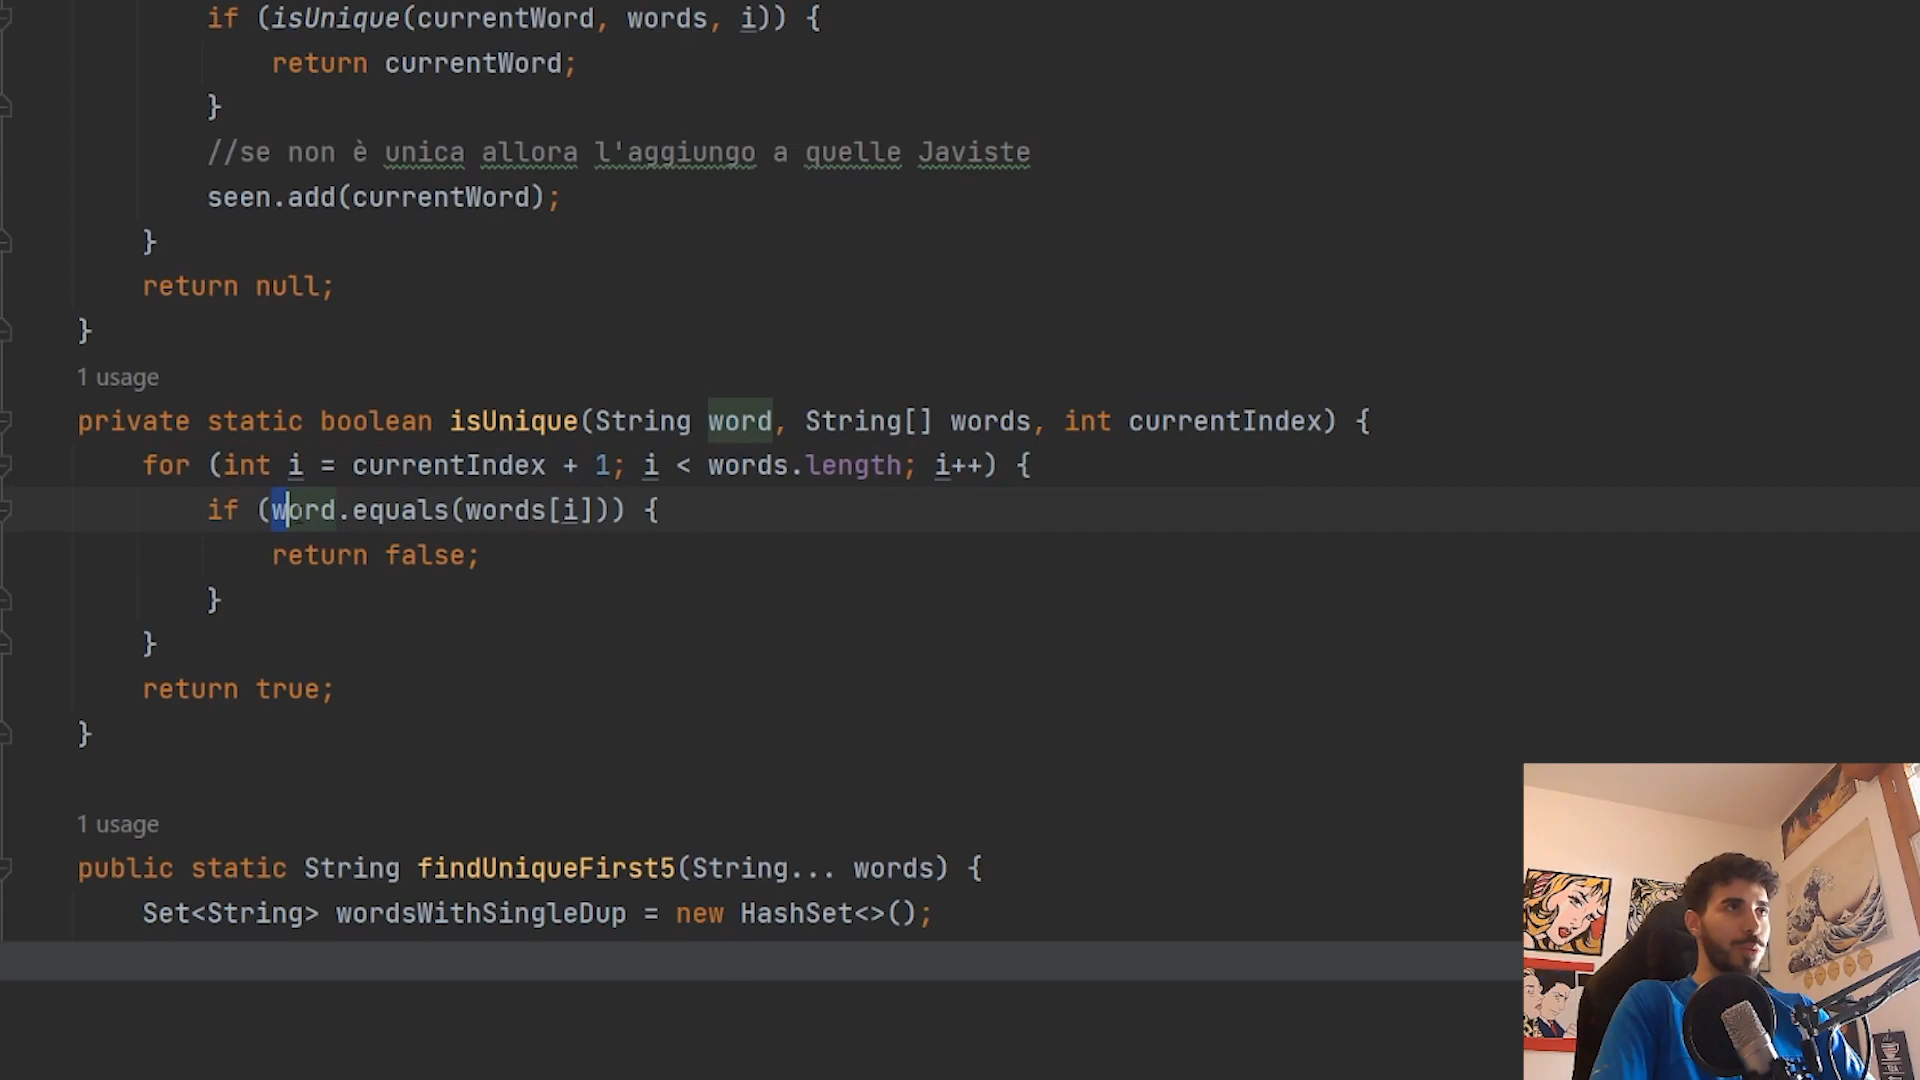 if (isUnique(currentWord, words, i)) {
return currentWord;
}
//se non è unica allora l'aggiungo a quelle Javiste
seen.add(currentWord);
}
return null;
}
1 usage
private static boolean isUnique(String word, String[] words, int currentIndex) {
for (int i = currentIndex + 1; i < words.length; i++) {
if (word.equals(words[i])) {
return false;
}
}
return true;
}
1 usage
public static String findUniqueFirst5(String... words) {
Set<String> wordsWithSingleDup = new HashSet<>();